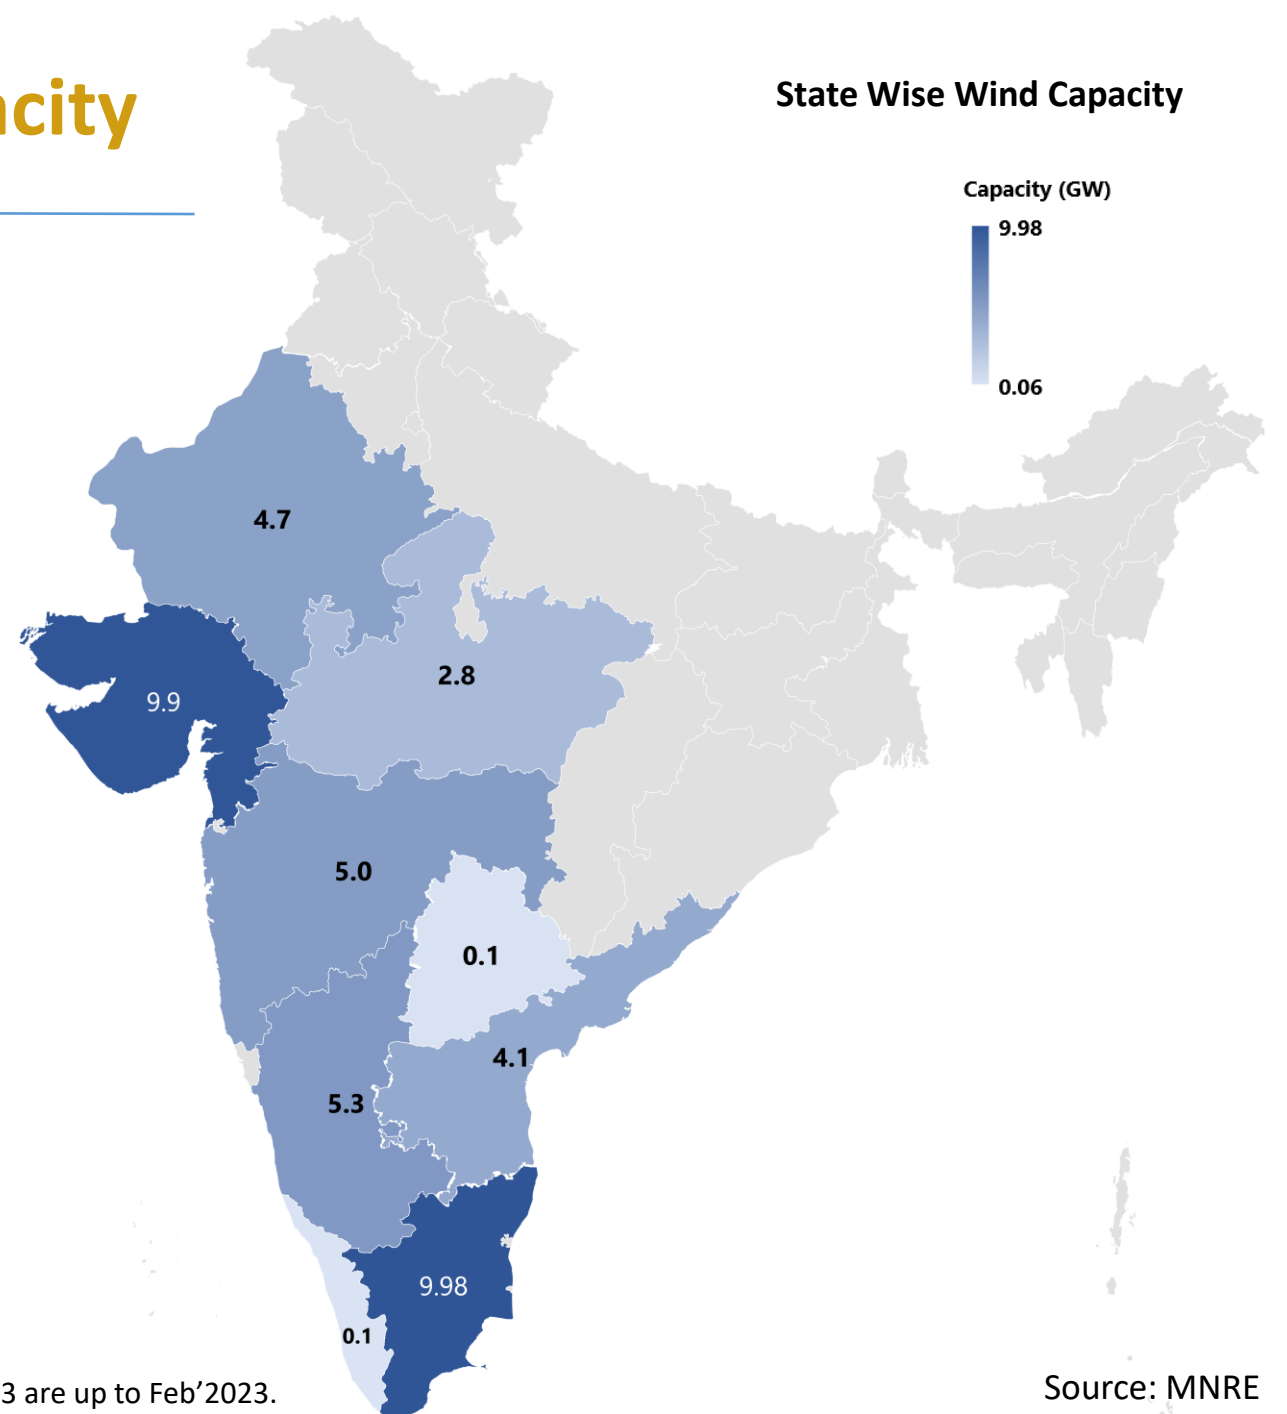 acity
State Wise Wind Capacity
Capacity (GW)
9.98
0.06
4.7
2.8
9.9
5.0
0.1
4.1
5.3
9.98
0.1
3 are up to Feb'2023.
Source: MNRE